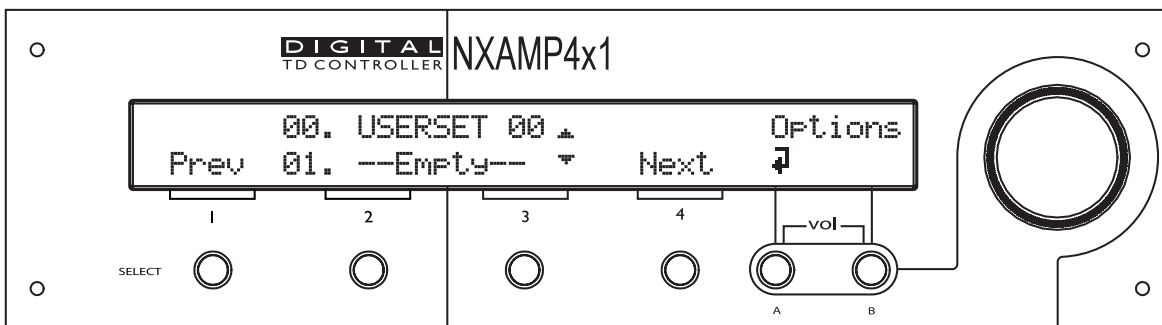 DIGITAL
TD CONTROLLER
NXAMP4x1
00. USERSET 00 Options
Prev 01. --Empty-- Next
1 2 3 4
vol
SELECT
A B